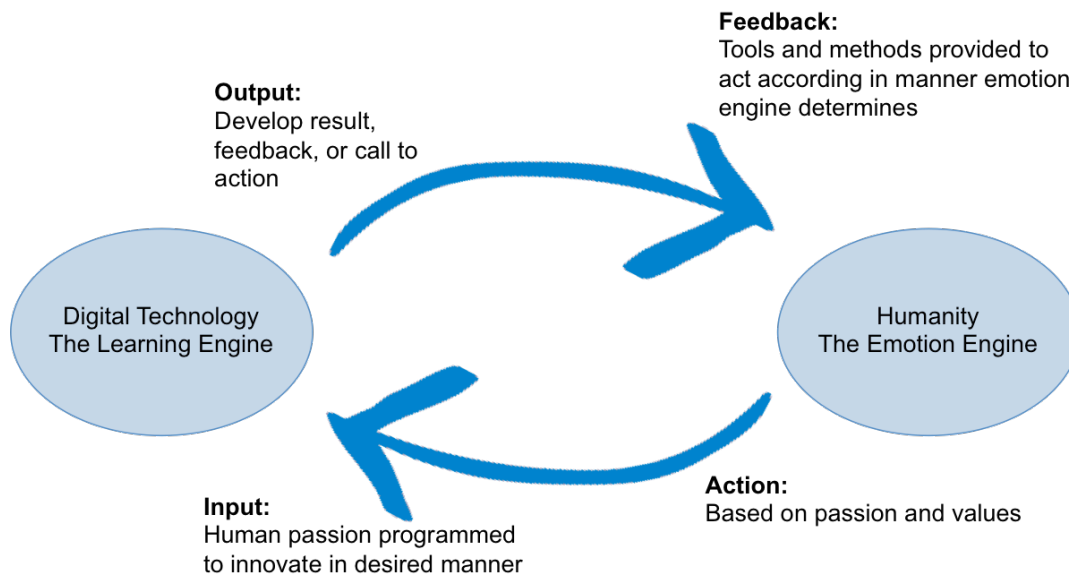 Feedback:
Tools and methods provided to
act according in manner emotion
engine determines
Output:
Develop result,
feedback, or call to
action
Digital Technology
The Learning Engine
Humanity
The Emotion Engine
Action:
Based on passion and values
Input:
Human passion programmed
to innovate in desired manner